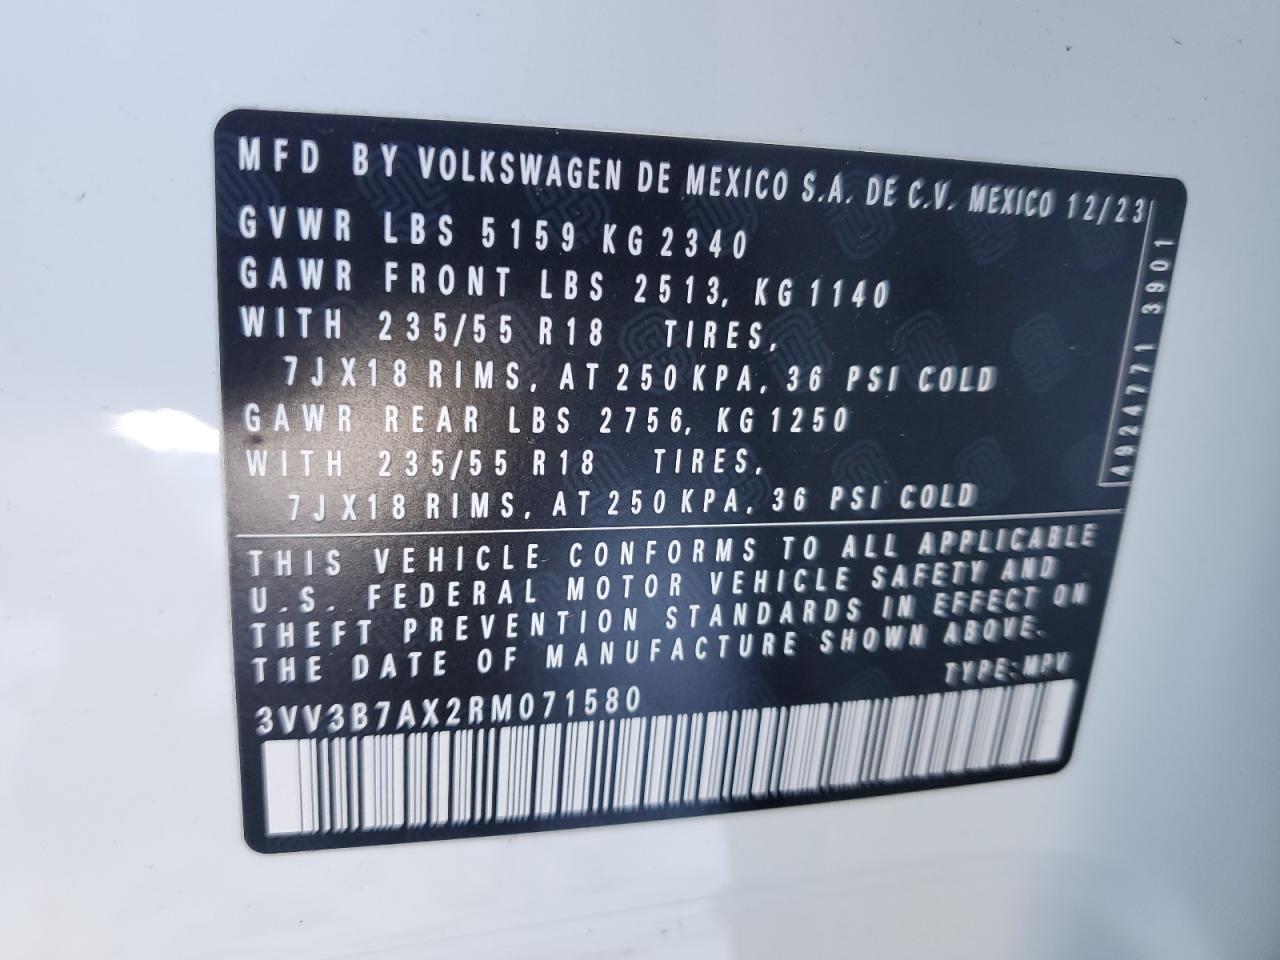 MFD BY VOLKSWAGEN DE MEXICO S.A. DE C.V. MEXICO 12/23
GVWR LBS 5159 KG 2340
GAWR FRONT LBS 2513, KG 1140
WITH 235/55 R18 TIRES,
7JX18 RIMS, AT 250 KPA, 36 PSI COLD
GAWR REAR LBS 2756, KG 1250
WITH 235/55 R18 TIRES,
7JX18 RIMS, AT 250 KPA, 36 PSI COLD
4924771 3901
THIS VEHICLE CONFORMS TO ALL APPLICABLE
U.S. FEDERAL MOTOR VEHICLE SAFETY AND
THEFT PREVENTION STANDARDS IN EFFECT ON
THE DATE OF MANUFACTURE SHOWN ABOVE.
TYPE:MPV
3VV3B7AX2RM071580